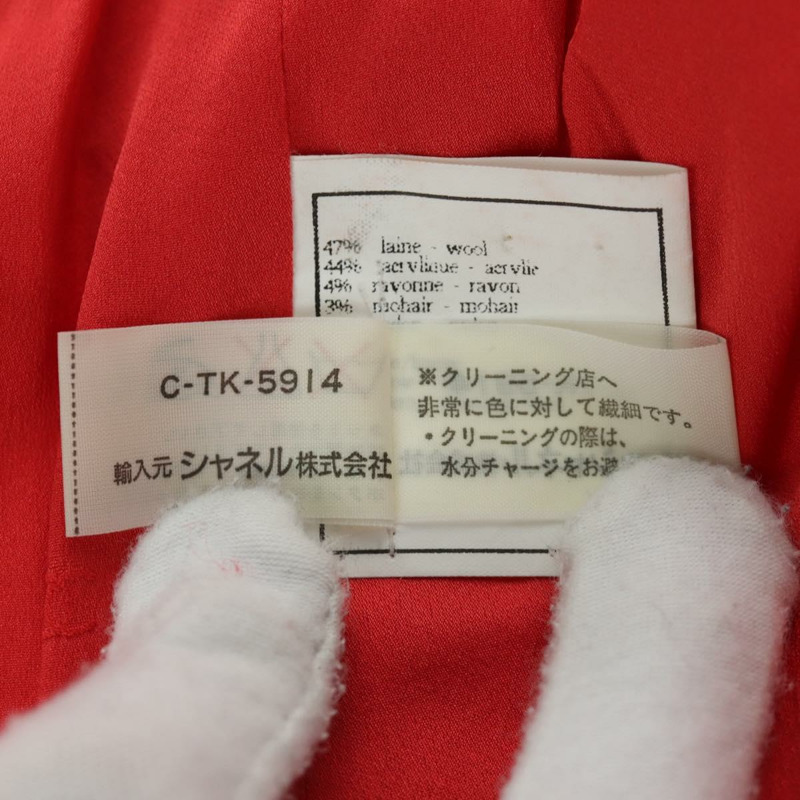 47% laine - wool
44% acrylique - acrylic
4% rayonne - rayon
3% mohair - mohair
C-TK-5914
輸入元 シャネル株式会社
※クリーニング店へ
非常に色に対して繊細です。
・クリーニングの際は、
水分チャージをお避